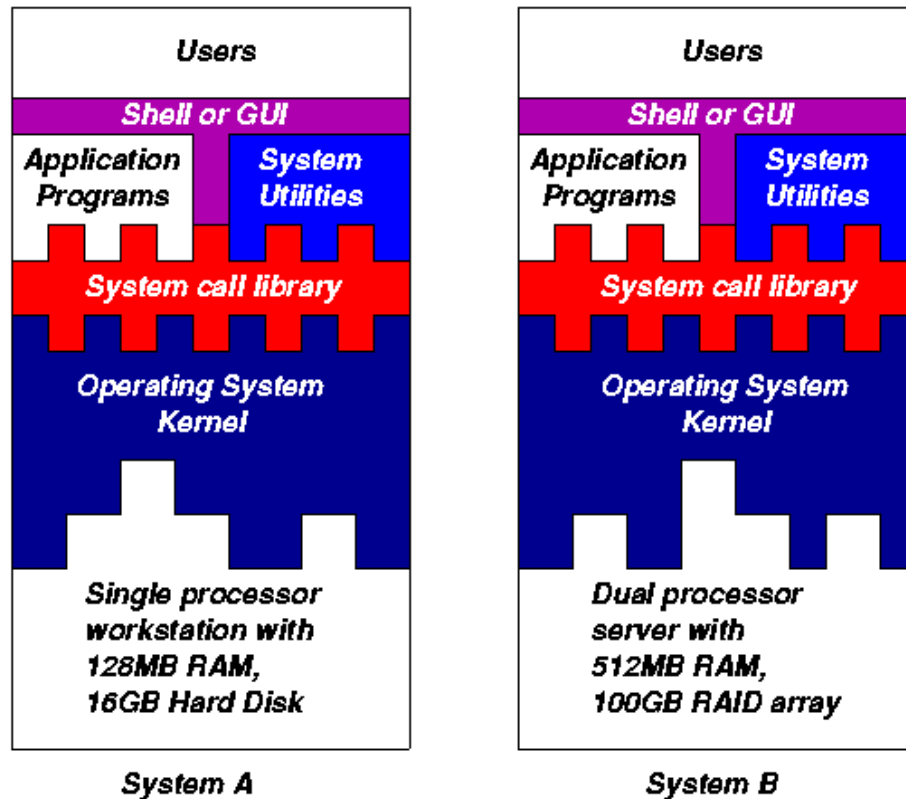 Users
Shell or GUI
Application
Programs
System
Utilities
System call library
Operating System
Kernel
Single processor
workstation with
128MB RAM,
16GB Hard Disk
System A
Users
Shell or GUI
Application
Programs
System
Utilities
System call library
Operating System
Kernel
Dual processor
server with
512MB RAM,
100GB RAID array
System B